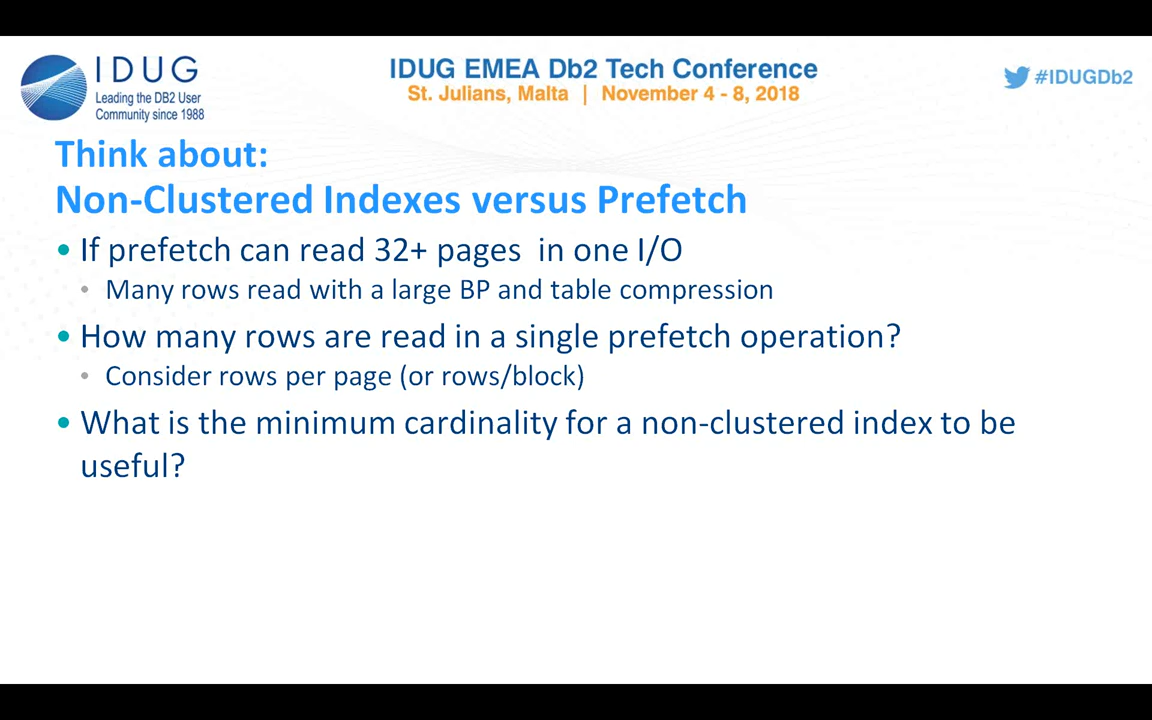 IDUG
Leading the DB2 User
Community since 1988
IDUG EMEA Db2 Tech Conference
St. Julians, Malta | November 4 - 8, 2018
#IDUGDb2
Think about:
Non-Clustered Indexes versus Prefetch
• If prefetch can read 32+ pages in one I/O
• Many rows read with a large BP and table compression
• How many rows are read in a single prefetch operation?
• Consider rows per page (or rows/block)
• What is the minimum cardinality for a non-clustered index to be
useful?